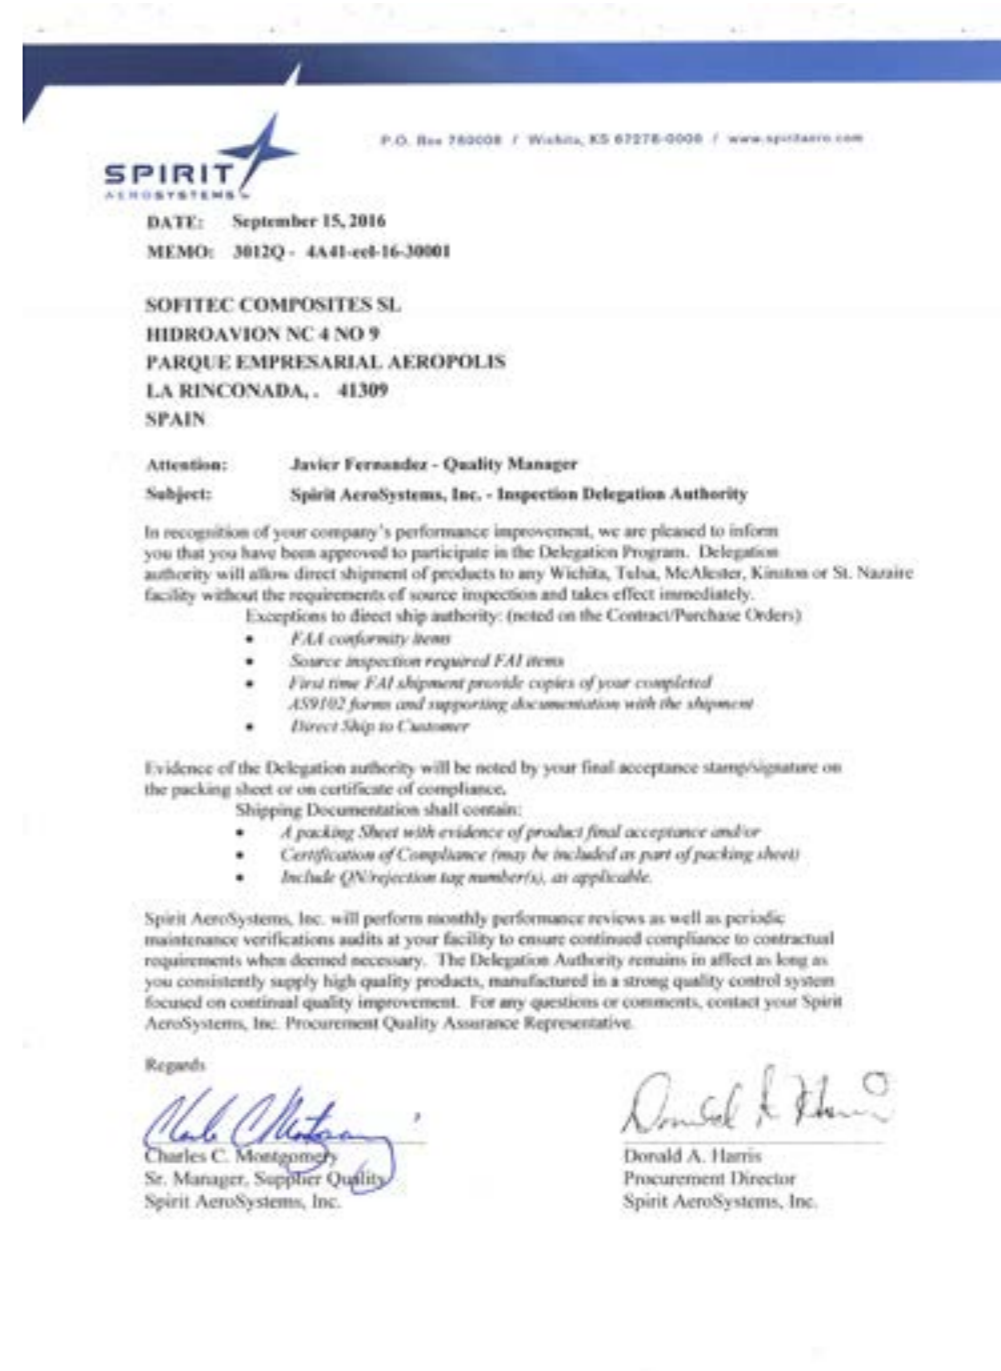 P.O. Box 780008 / Wichita, KS 67278-0008 / www.spiritaero.com
SPIRIT
AEROSYSTEMS
DATE: September 15, 2016
MEMO: 3012Q - 4A41-ecl-16-30001
SOFITEC COMPOSITES SL
HIDROAVION NC 4 NO 9
PARQUE EMPRESARIAL AEROPOLIS
LA RINCONADA, . 41309
SPAIN
Attention: Javier Fernandez - Quality Manager
Subject: Spirit AeroSystems, Inc. - Inspection Delegation Authority
In recognition of your company's performance improvement, we are pleased to inform
you that you have been approved to participate in the Delegation Program. Delegation
authority will allow direct shipment of products to any Wichita, Tulsa, McAlester, Kinston or St. Nazaire
facility without the requirements of source inspection and takes effect immediately.
Exceptions to direct ship authority: (noted on the Contract/Purchase Orders)
• FAA conformity items
• Source inspection required FAI items
• First time FAI shipment provide copies of your completed
AS9102 forms and supporting documentation with the shipment
• Direct Ship to Customer
Evidence of the Delegation authority will be noted by your final acceptance stamp/signature on
the packing sheet or on certificate of compliance.
Shipping Documentation shall contain:
• A packing Sheet with evidence of product final acceptance and/or
• Certification of Compliance (may be included as part of packing sheet)
• Include QN/rejection tag number(s), as applicable.
Spirit AeroSystems, Inc. will perform monthly performance reviews as well as periodic
maintenance verifications audits at your facility to ensure continued compliance to contractual
requirements when deemed necessary. The Delegation Authority remains in affect as long as
you consistently supply high quality products, manufactured in a strong quality control system
focused on continual quality improvement. For any questions or comments, contact your Spirit
AeroSystems, Inc. Procurement Quality Assurance Representative.
Regards
Charles C. Montgomery
Sr. Manager, Supplier Quality
Spirit AeroSystems, Inc.
Donald A. Harris
Procurement Director
Spirit AeroSystems, Inc.